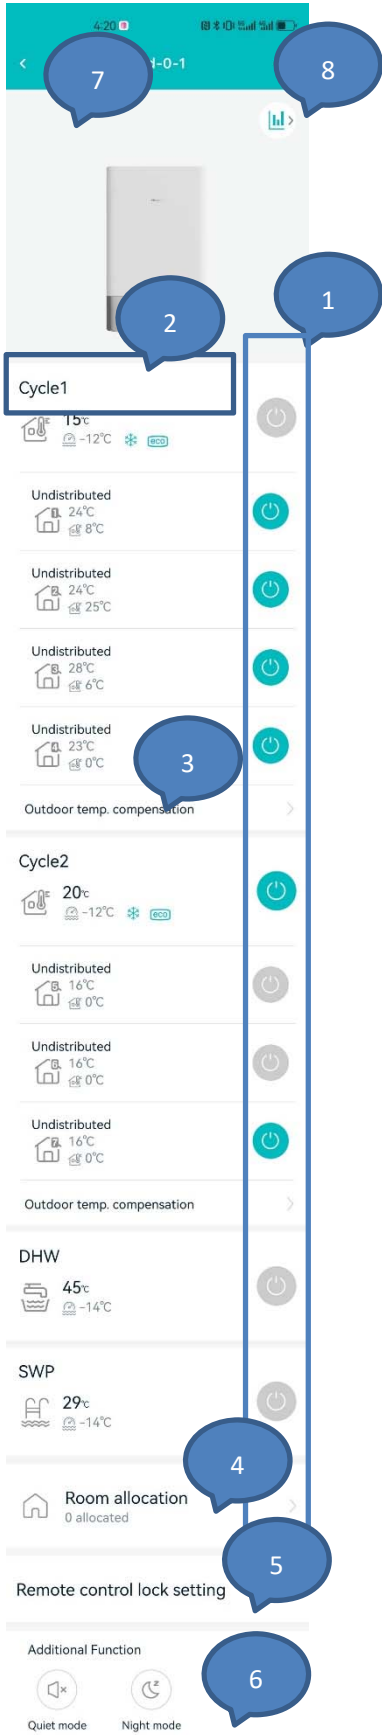 4:20
7
d-0-1
8
1
2
Cycle1
15℃
-12℃ eco
Undistributed
24℃
8℃
Undistributed
24℃
25℃
Undistributed
28℃
6℃
Undistributed
23℃
0℃
3
Outdoor temp. compensation
Cycle2
20℃
-12℃ eco
Undistributed
16℃
0℃
Undistributed
16℃
0℃
Undistributed
16℃
0℃
Outdoor temp. compensation
DHW
45℃
-14℃
SWP
29℃
-14℃
4
Room allocation
0 allocated
5
Remote control lock setting
Additional Function
6
Quiet mode Night mode